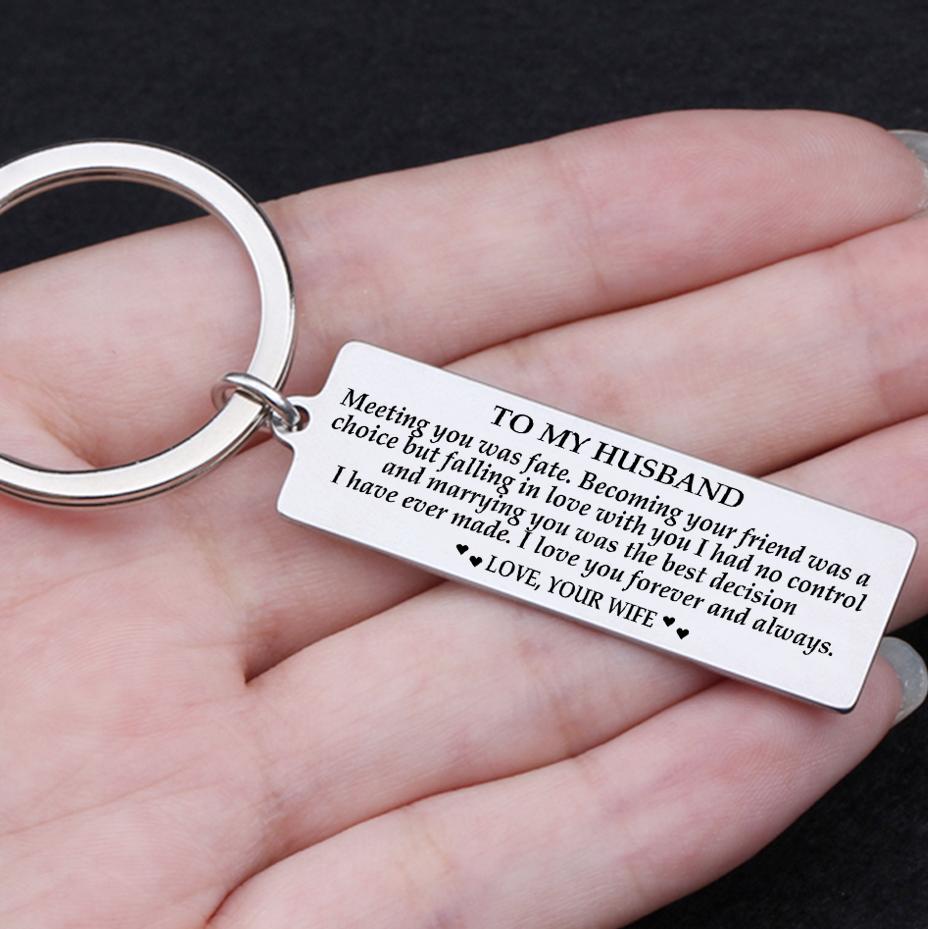 TO MY HUSBAND
Meeting you was fate. Becoming your friend was a
choice but falling in love with you I had no control
and marrying you was the best decision
I have ever made. I love you forever and always.
♥♥ LOVE, YOUR WIFE ♥♥